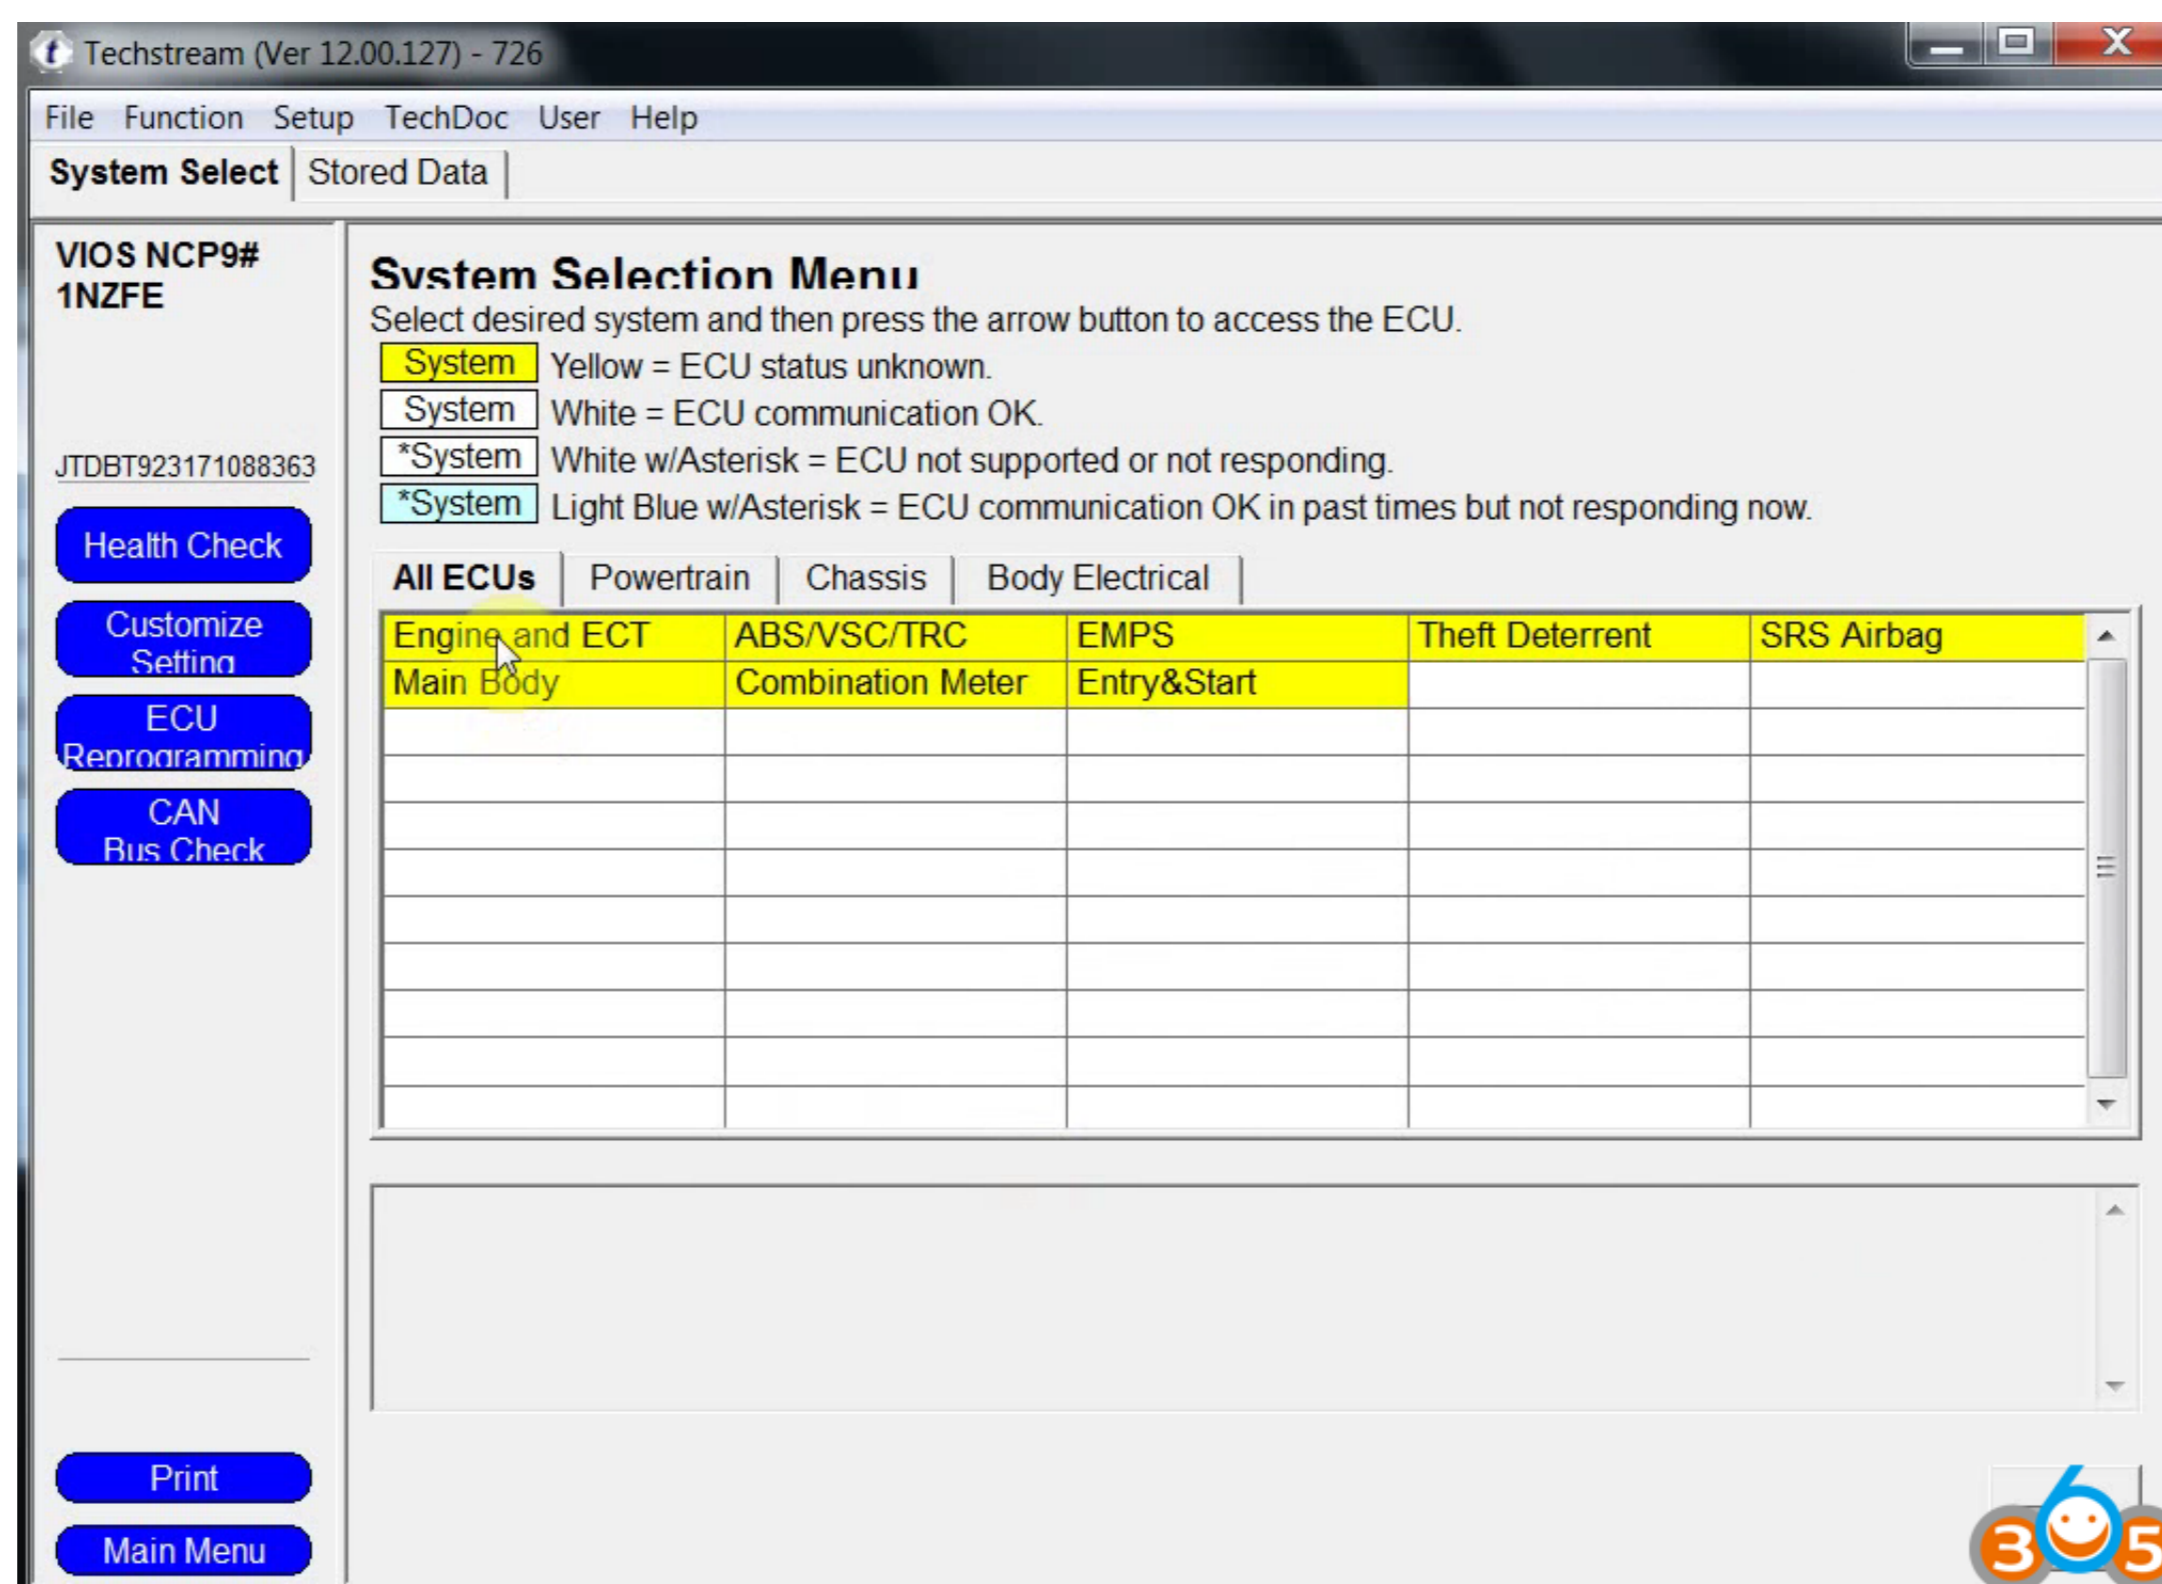 Techstream (Ver 12.00.127) - 726
File Function Setup TechDoc User Help
System Select Stored Data
VIOS NCP9#
1NZFE
JTDBT923171088363
Health Check
Customize
Setting
ECU
Reprogramming
CAN
Bus Check
Print
Main Menu
System Selection Menu
Select desired system and then press the arrow button to access the ECU.
System Yellow = ECU status unknown.
System White = ECU communication OK.
*System White w/Asterisk = ECU not supported or not responding.
*System Light Blue w/Asterisk = ECU communication OK in past times but not responding now.
All ECUs Powertrain Chassis Body Electrical
Engine and ECT ABS/VSC/TRC EMPS Theft Deterrent SRS Airbag
Main Body Combination Meter Entry&Start
365